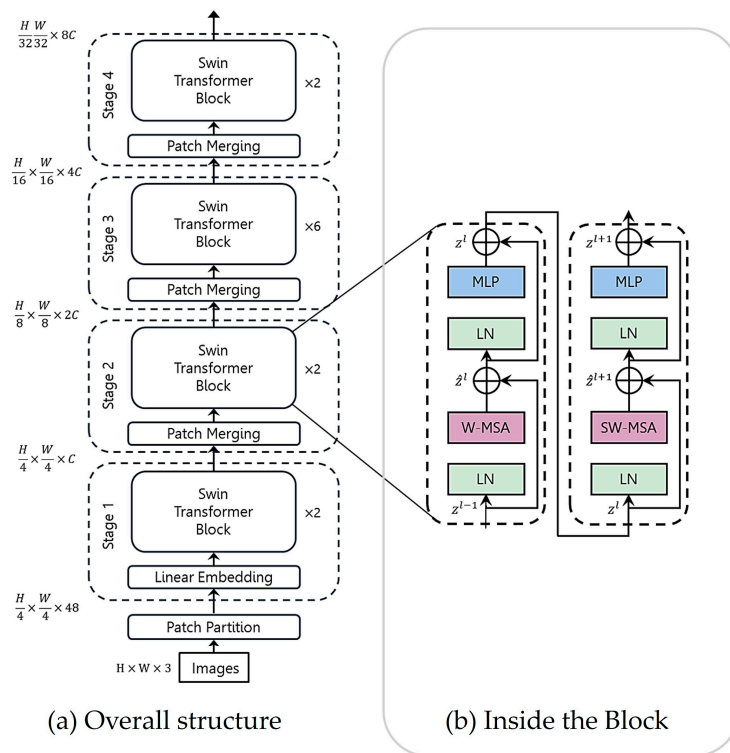 H/32 W/32 × 8C
Stage 4
Swin
Transformer
Block
×2
Patch Merging
H/16 × W/16 × 4C
Stage 3
Swin
Transformer
Block
×6
Patch Merging
H/8 × W/8 × 2C
Stage 2
Swin
Transformer
Block
×2
Patch Merging
H/4 × W/4 × C
Stage 1
Swin
Transformer
Block
×2
Linear Embedding
H/4 × W/4 × 48
Patch Partition
H × W × 3
Images
(a) Overall structure
z^l
MLP
LN
ẑ^l
W-MSA
LN
z^{l−1}
z^{l+1}
MLP
LN
ẑ^{l+1}
SW-MSA
LN
z^l
(b) Inside the Block